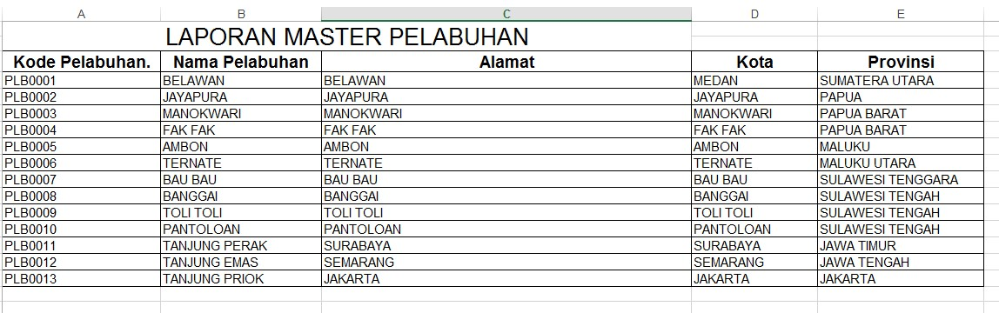 A B C D E
LAPORAN MASTER PELABUHAN
Kode Pelabuhan. Nama Pelabuhan Alamat Kota Provinsi
PLB0001 BELAWAN BELAWAN MEDAN SUMATERA UTARA
PLB0002 JAYAPURA JAYAPURA JAYAPURA PAPUA
PLB0003 MANOKWARI MANOKWARI MANOKWARI PAPUA BARAT
PLB0004 FAK FAK FAK FAK FAK FAK PAPUA BARAT
PLB0005 AMBON AMBON AMBON MALUKU
PLB0006 TERNATE TERNATE TERNATE MALUKU UTARA
PLB0007 BAU BAU BAU BAU BAU BAU SULAWESI TENGGARA
PLB0008 BANGGAI BANGGAI BANGGAI SULAWESI TENGAH
PLB0009 TOLI TOLI TOLI TOLI TOLI TOLI SULAWESI TENGAH
PLB0010 PANTOLOAN PANTOLOAN PANTOLOAN SULAWESI TENGAH
PLB0011 TANJUNG PERAK SURABAYA SURABAYA JAWA TIMUR
PLB0012 TANJUNG EMAS SEMARANG SEMARANG JAWA TENGAH
PLB0013 TANJUNG PRIOK JAKARTA JAKARTA JAKARTA